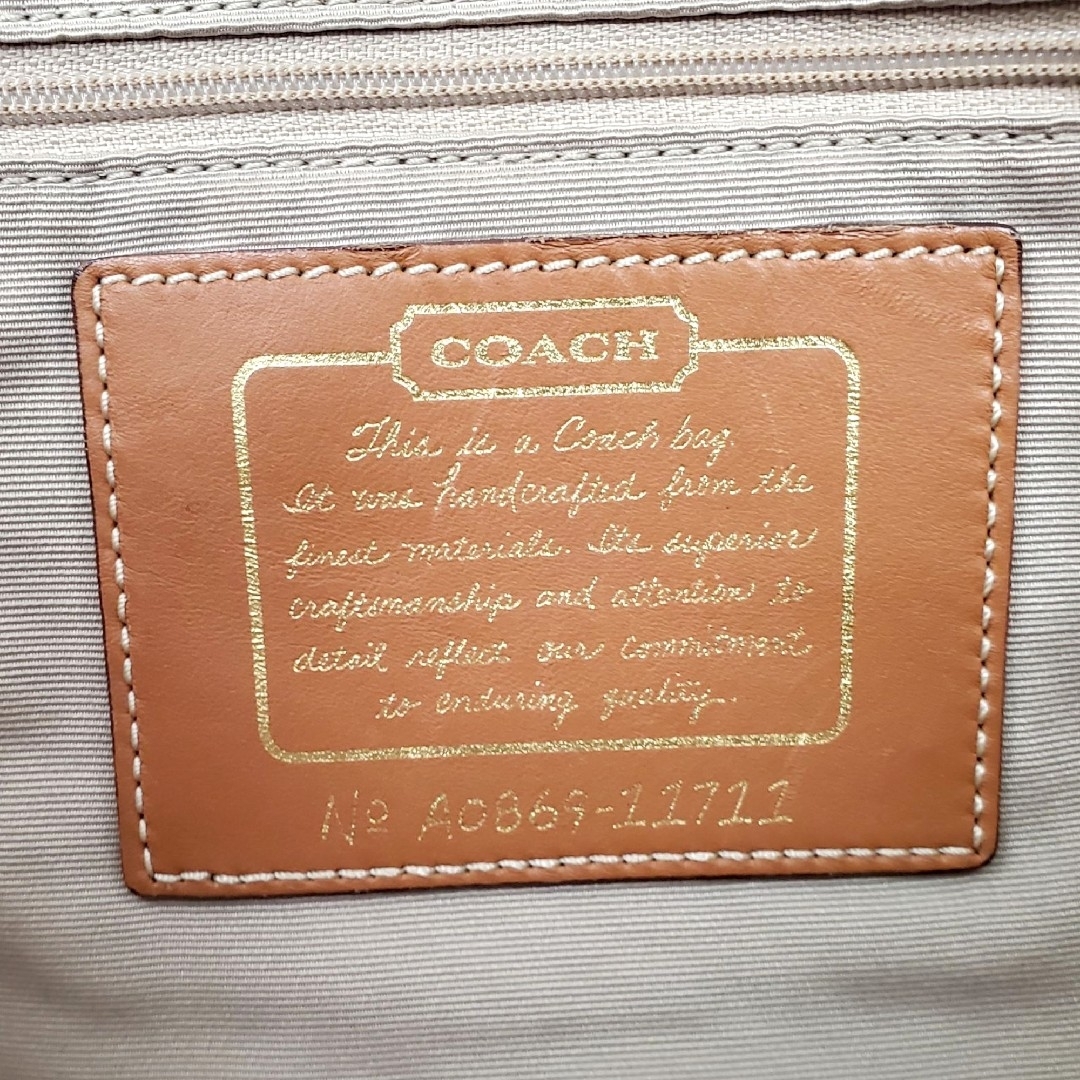 COACH
This is a Coach bag.
It was handcrafted from the
finest materials. Its superior
craftsmanship and attention to
detail reflect our commitment
to enduring quality.
No A0869-11711